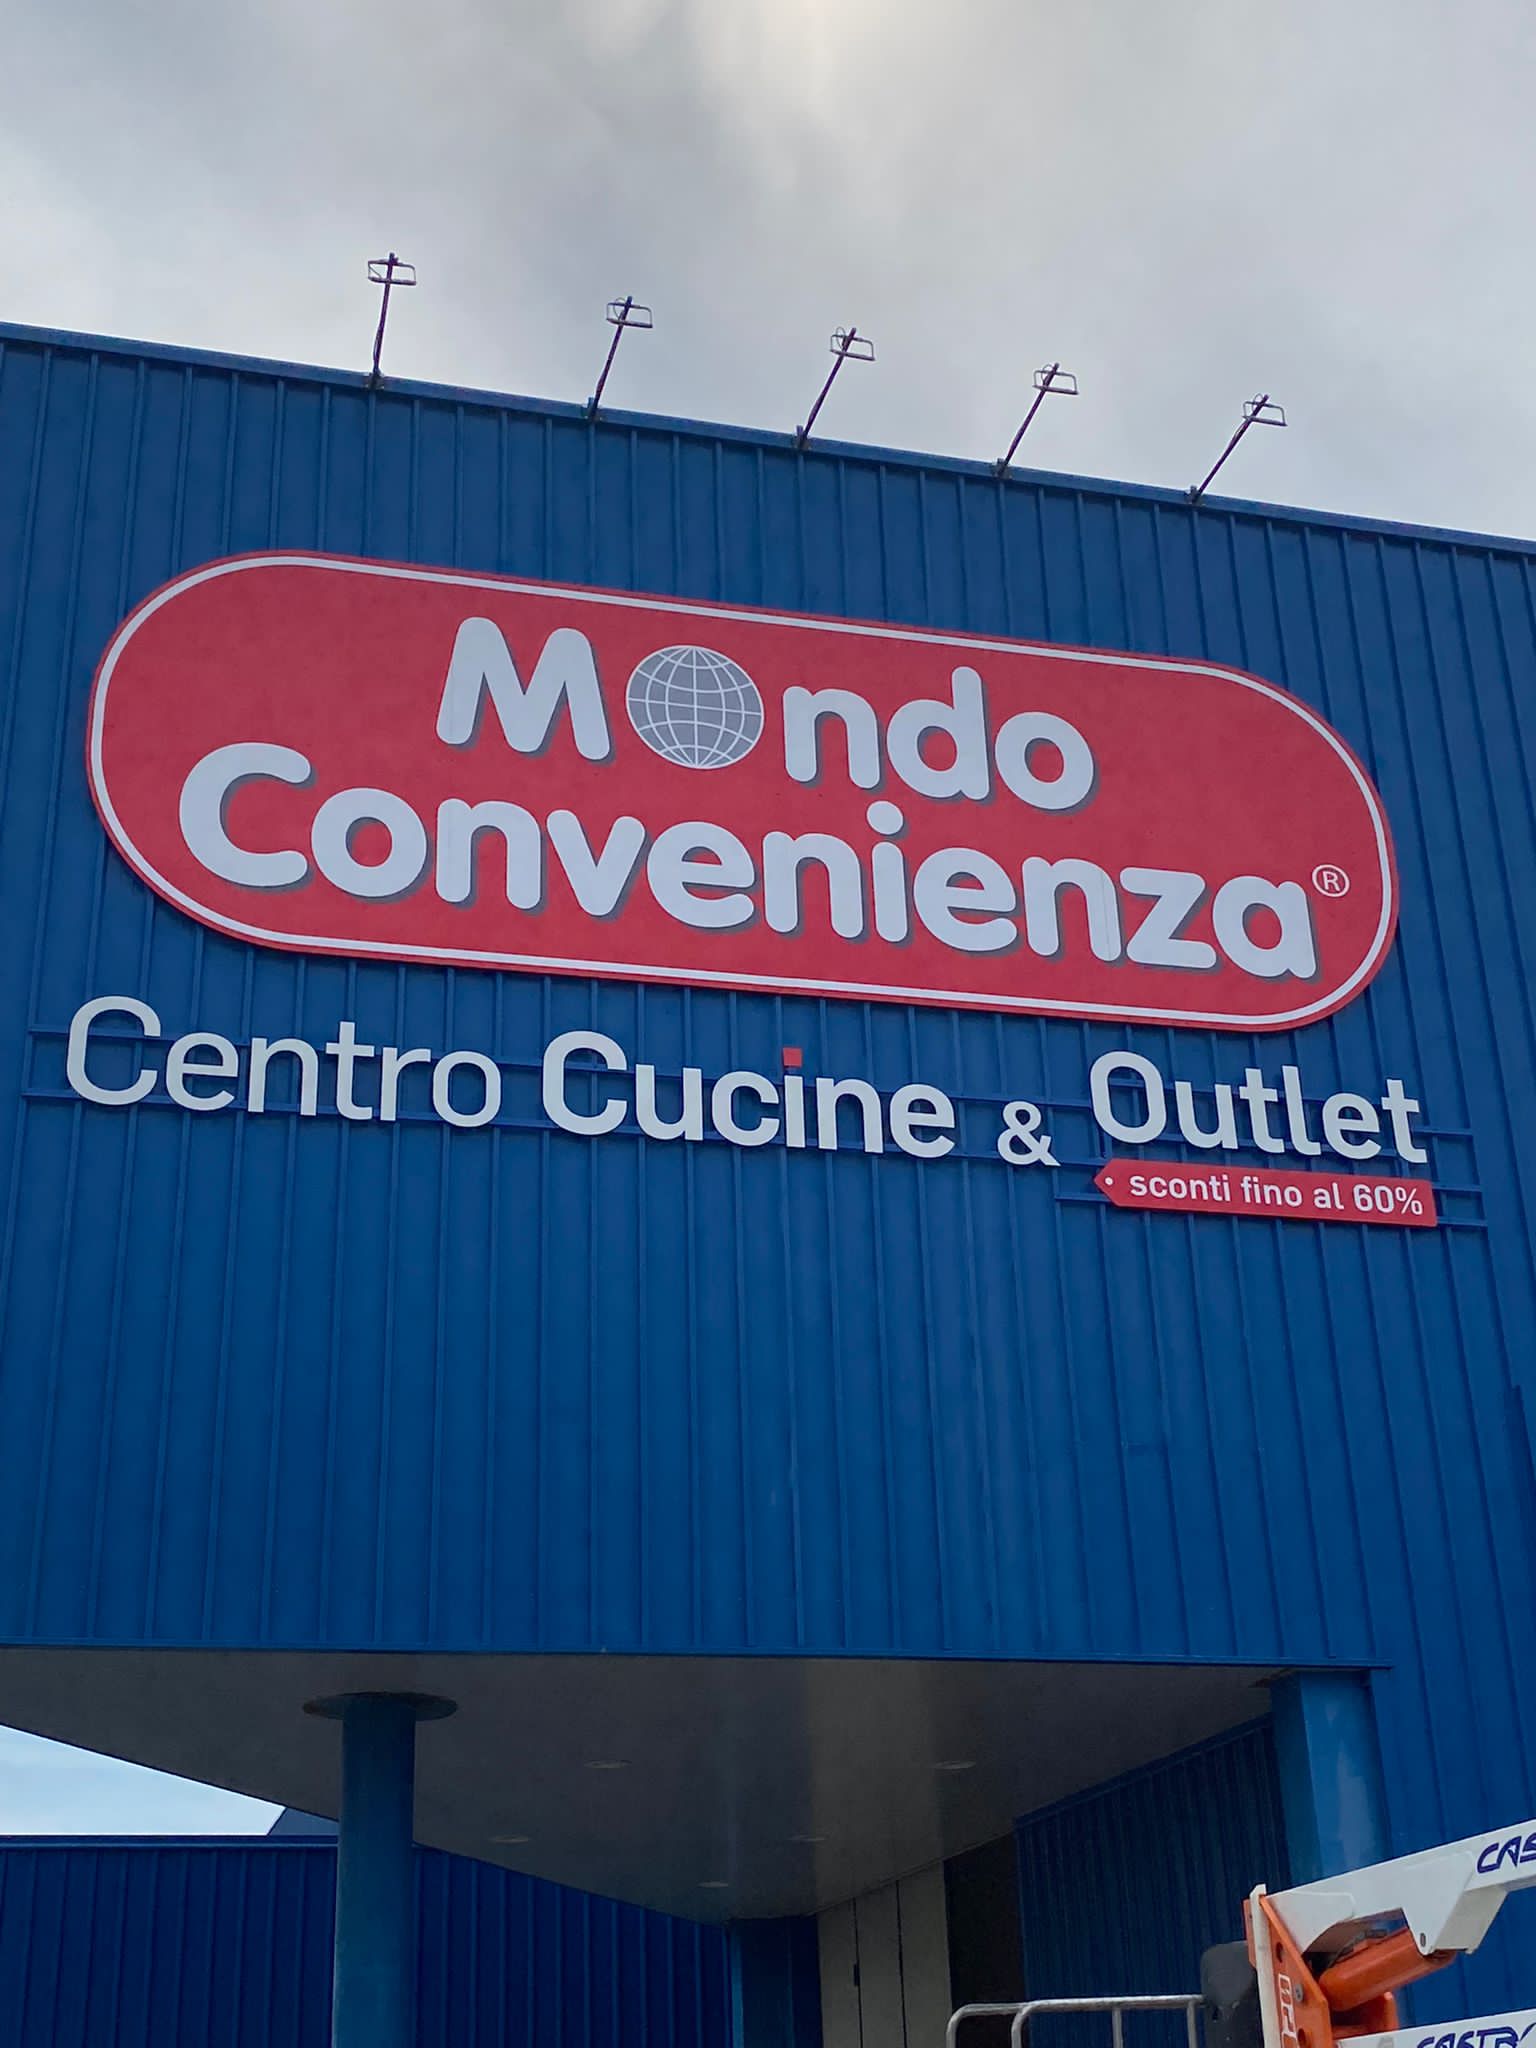 Mondo
Convenienza®
Centro Cucine & Outlet
sconti fino al 60%